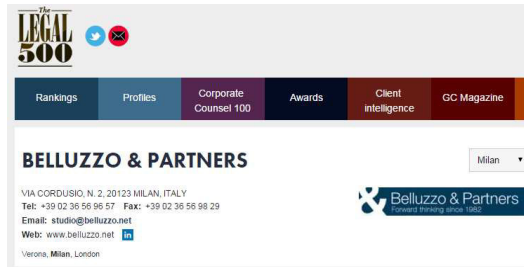 The
LEGAL
500
Rankings
Profiles
Corporate
Counsel 100
Awards
Client
intelligence
GC Magazine
BELLUZZO & PARTNERS
Milan
VIA CORDUSIO, N. 2, 20123 MILAN, ITALY
Tel: +39 02 36 56 96 57 Fax: +39 02 36 56 98 29
Email: studio@belluzzo.net
Web: www.belluzzo.net in
Verona, Milan, London
Belluzzo & Partners
Forward thinking since 1982